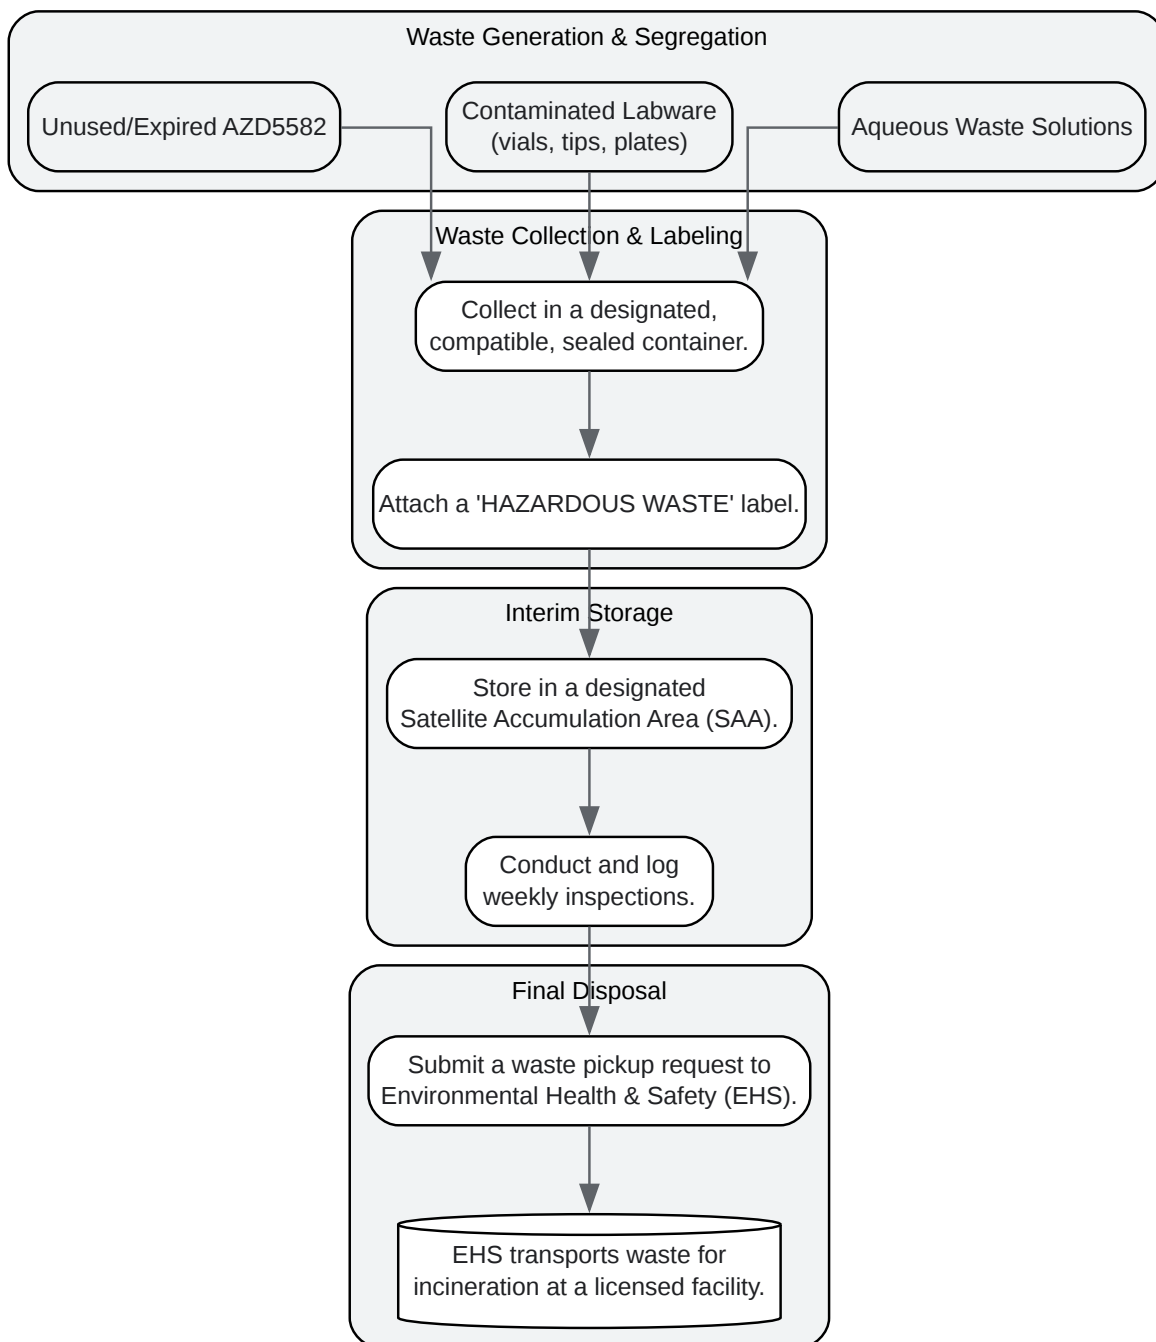 Waste Generation & Segregation
Unused/Expired AZD5582
Contaminated Labware
(vials, tips, plates)
Aqueous Waste Solutions
Waste Collection & Labeling
Collect in a designated,
compatible, sealed container.
Attach a 'HAZARDOUS WASTE' label.
Interim Storage
Store in a designated
Satellite Accumulation Area (SAA).
Conduct and log
weekly inspections.
Final Disposal
Submit a waste pickup request to
Environmental Health & Safety (EHS).
EHS transports waste for
incineration at a licensed facility.